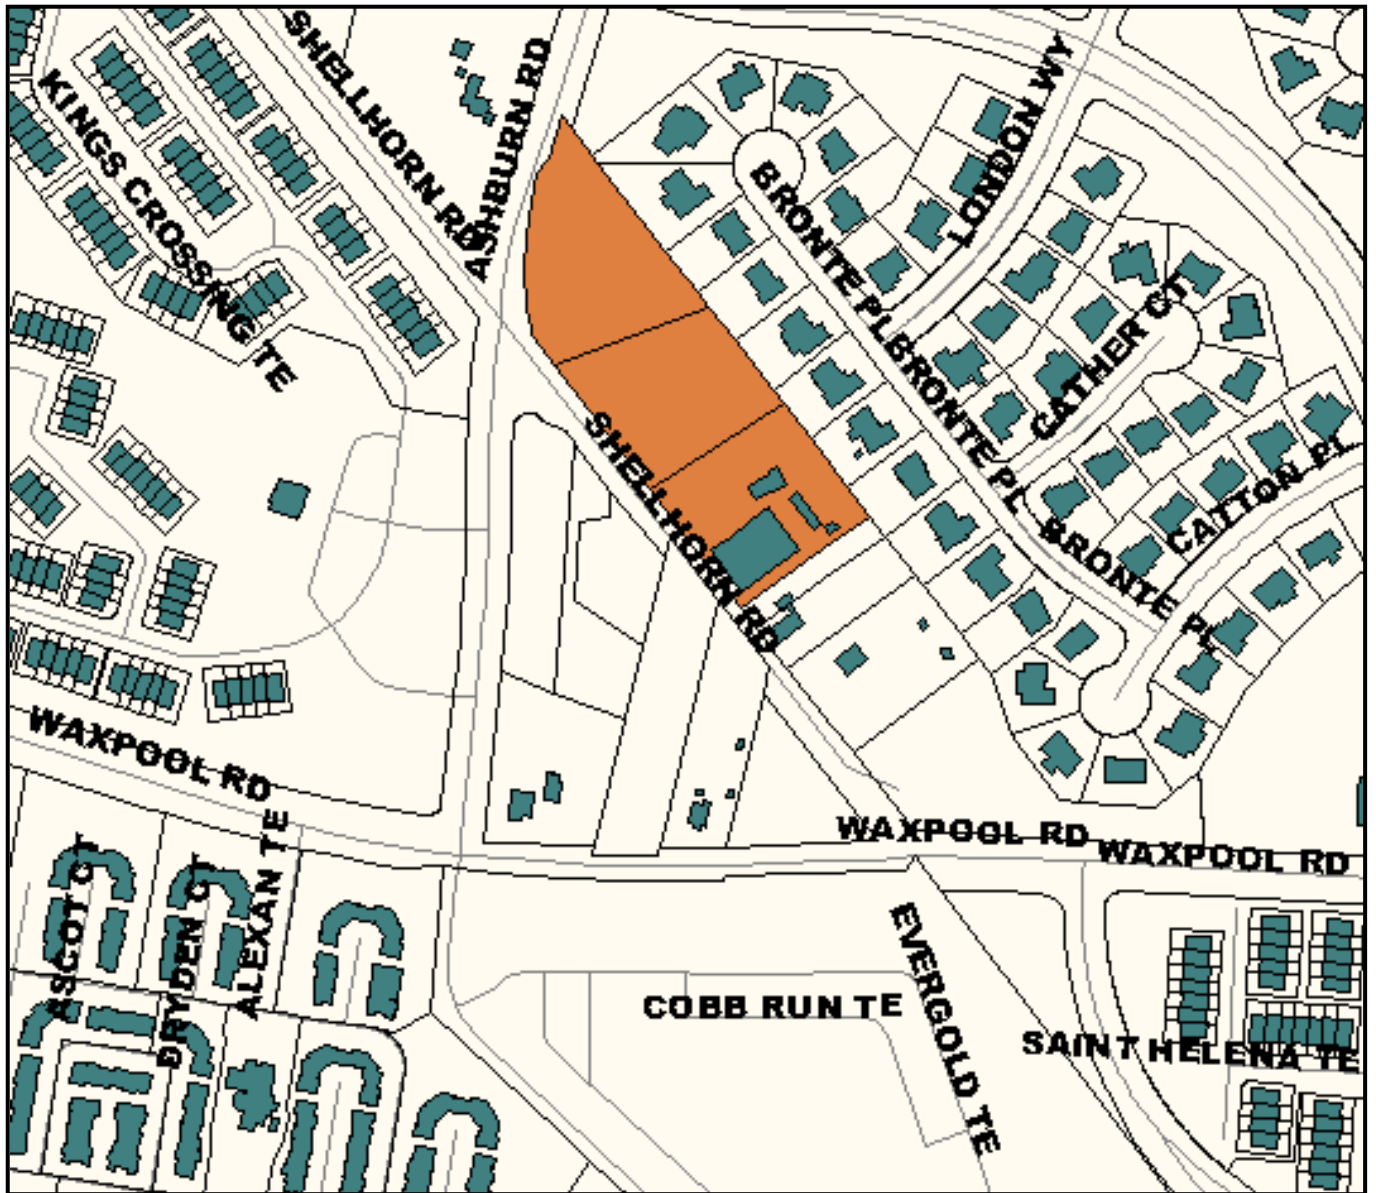 SHELLHORN RD
ASHBURN RD
LONDON WY
KINGS CROSSING TE
BRONTE PL
BRONTE PL
CATHER CT
SHELLHORN RD
CATTON PL
BRONTE PL
WAXPOOL RD
WAXPOOL RD
WAXPOOL RD
ASCOT CT
DRYDEN CT
ALEXAN TE
EVERGOLD TE
COBB RUN TE
SAINT HELENA TE